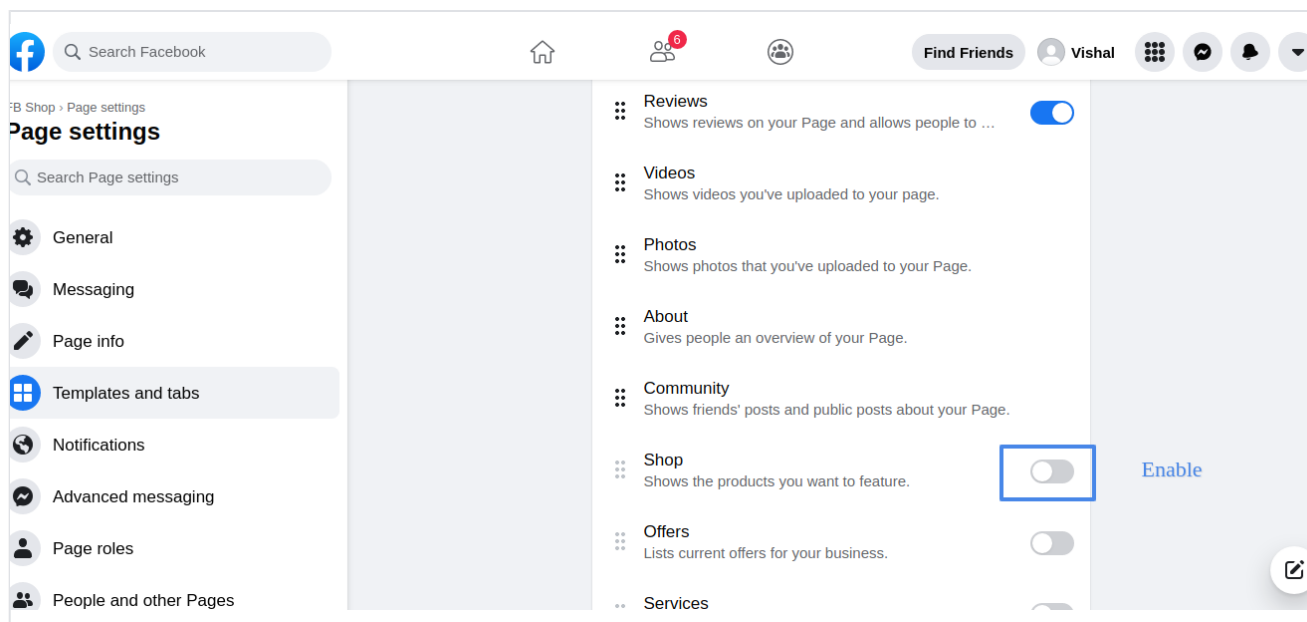 Search Facebook
6
Find Friends
Vishal
FB Shop › Page settings
Page settings
Search Page settings
General
Messaging
Page info
Templates and tabs
Notifications
Advanced messaging
Page roles
People and other Pages
Reviews
Shows reviews on your Page and allows people to …
Videos
Shows videos you've uploaded to your page.
Photos
Shows photos that you've uploaded to your Page.
About
Gives people an overview of your Page.
Community
Shows friends' posts and public posts about your Page.
Shop
Shows the products you want to feature.
Enable
Offers
Lists current offers for your business.
Services